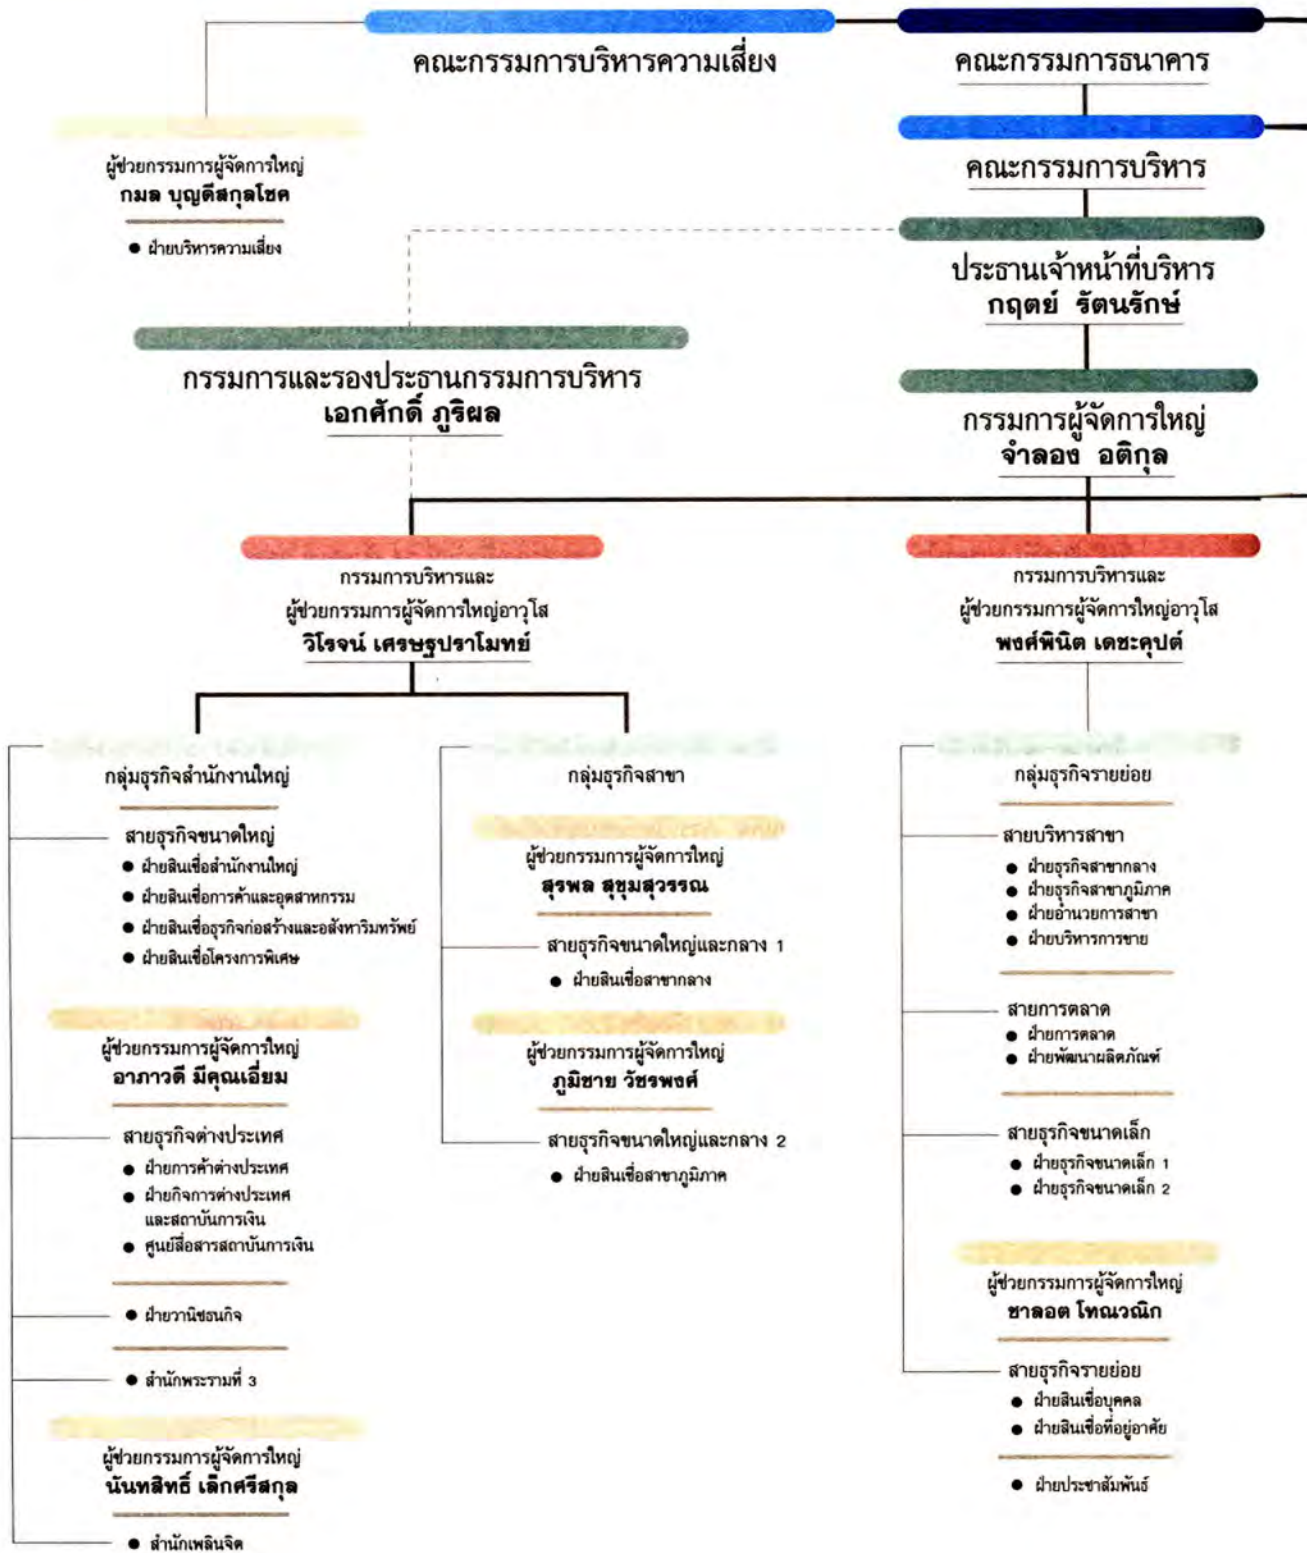 คณะกรรมการบริหารความเสี่ยง
คณะกรรมการธนาคาร
ผู้ช่วยกรรมการผู้จัดการใหญ่
กมล บุญดีสกุลโชค
● ฝ่ายบริหารความเสี่ยง
คณะกรรมการบริหาร
ประธานเจ้าหน้าที่บริหาร
กฤตย์ รัตนรักษ์
กรรมการและรองประธานกรรมการบริหาร
เอกศักดิ์ ภูริผล
กรรมการผู้จัดการใหญ่
จำลอง อติกุล
กรรมการบริหารและ
ผู้ช่วยกรรมการผู้จัดการใหญ่อาวุโส
วิโรจน์ เศรษฐปราโมทย์
กรรมการบริหารและ
ผู้ช่วยกรรมการผู้จัดการใหญ่อาวุโส
พงศ์พินิต เดชะคุปต์
กลุ่มธุรกิจสำนักงานใหญ่
สายธุรกิจขนาดใหญ่
● ฝ่ายสินเชื่อสำนักงานใหญ่
● ฝ่ายสินเชื่อการค้าและอุตสาหกรรม
● ฝ่ายสินเชื่อธุรกิจก่อสร้างและอสังหาริมทรัพย์
● ฝ่ายสินเชื่อโครงการพิเศษ
ผู้ช่วยกรรมการผู้จัดการใหญ่
อาภาวดี มีคุณเอี่ยม
สายธุรกิจต่างประเทศ
● ฝ่ายการค้าต่างประเทศ
● ฝ่ายกิจการต่างประเทศ
และสถาบันการเงิน
● ศูนย์สื่อสารสถาบันการเงิน
● ฝ่ายวานิชธนกิจ
● สำนักพระรามที่ 3
ผู้ช่วยกรรมการผู้จัดการใหญ่
นันทสิทธิ์ เล็กศรีสกุล
● สำนักเพลินจิต
กลุ่มธุรกิจสาขา
ผู้ช่วยกรรมการผู้จัดการใหญ่
สุรพล สุขุมสุวรรณ
สายธุรกิจขนาดใหญ่และกลาง 1
● ฝ่ายสินเชื่อสาขากลาง
ผู้ช่วยกรรมการผู้จัดการใหญ่
ภูมิชาย วัชรพงศ์
สายธุรกิจขนาดใหญ่และกลาง 2
● ฝ่ายสินเชื่อสาขาภูมิภาค
กลุ่มธุรกิจรายย่อย
สายบริหารสาขา
● ฝ่ายธุรกิจสาขากลาง
● ฝ่ายธุรกิจสาขาภูมิภาค
● ฝ่ายอำนวยการสาขา
● ฝ่ายบริหารการขาย
สายการตลาด
● ฝ่ายการตลาด
● ฝ่ายพัฒนาผลิตภัณฑ์
สายธุรกิจขนาดเล็ก
● ฝ่ายธุรกิจขนาดเล็ก 1
● ฝ่ายธุรกิจขนาดเล็ก 2
ผู้ช่วยกรรมการผู้จัดการใหญ่
ชาลอต โทณวณิก
สายธุรกิจรายย่อย
● ฝ่ายสินเชื่อบุคคล
● ฝ่ายสินเชื่อที่อยู่อาศัย
● ฝ่ายประชาสัมพันธ์